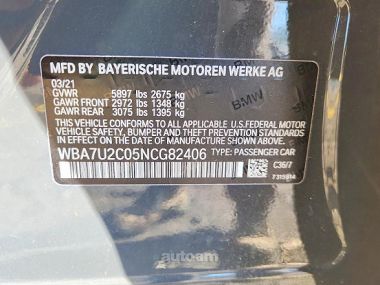 MFD BY BAYERISCHE MOTOREN WERKE AG
03/21
GVWR 5897 lbs 2675 kg
GAWR FRONT 2972 lbs 1348 kg
GAWR REAR 3075 lbs 1395 kg
THIS VEHICLE CONFORMS TO ALL APPLICABLE U.S. FEDERAL MOTOR
VEHICLE SAFETY, BUMPER, AND THEFT PREVENTION STANDARDS
IN EFFECT ON THE DATE OF MANUFACTURE SHOWN ABOVE.
WBA7U2C05NCG82406 TYPE: PASSENGER CAR
C36/7
7315914
BMW
autoam